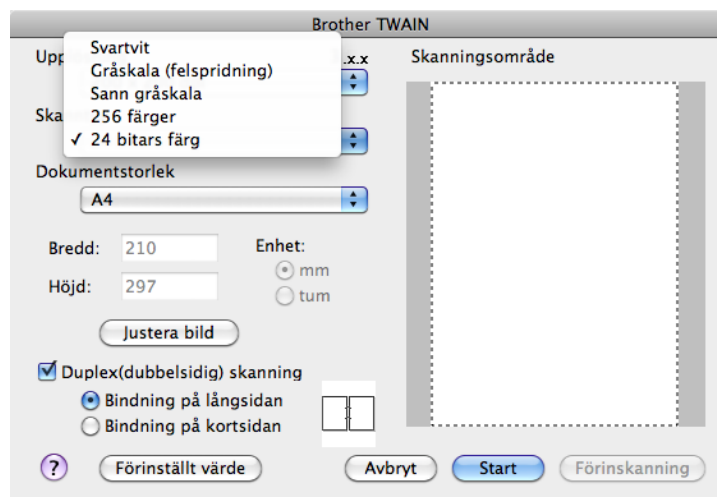 Brother TWAIN
Upp
.x.x
Skanningsområde
Svartvit
Gråskala (felspridning)
Sann gråskala
256 färger
✓ 24 bitars färg
Ska
Dokumentstorlek
A4
Bredd: 210
Enhet:
mm
Höjd: 297
tum
Justera bild
Duplex(dubbelsidig) skanning
Bindning på långsidan
Bindning på kortsidan
? Förinställt värde Avbryt Start Förinskanning